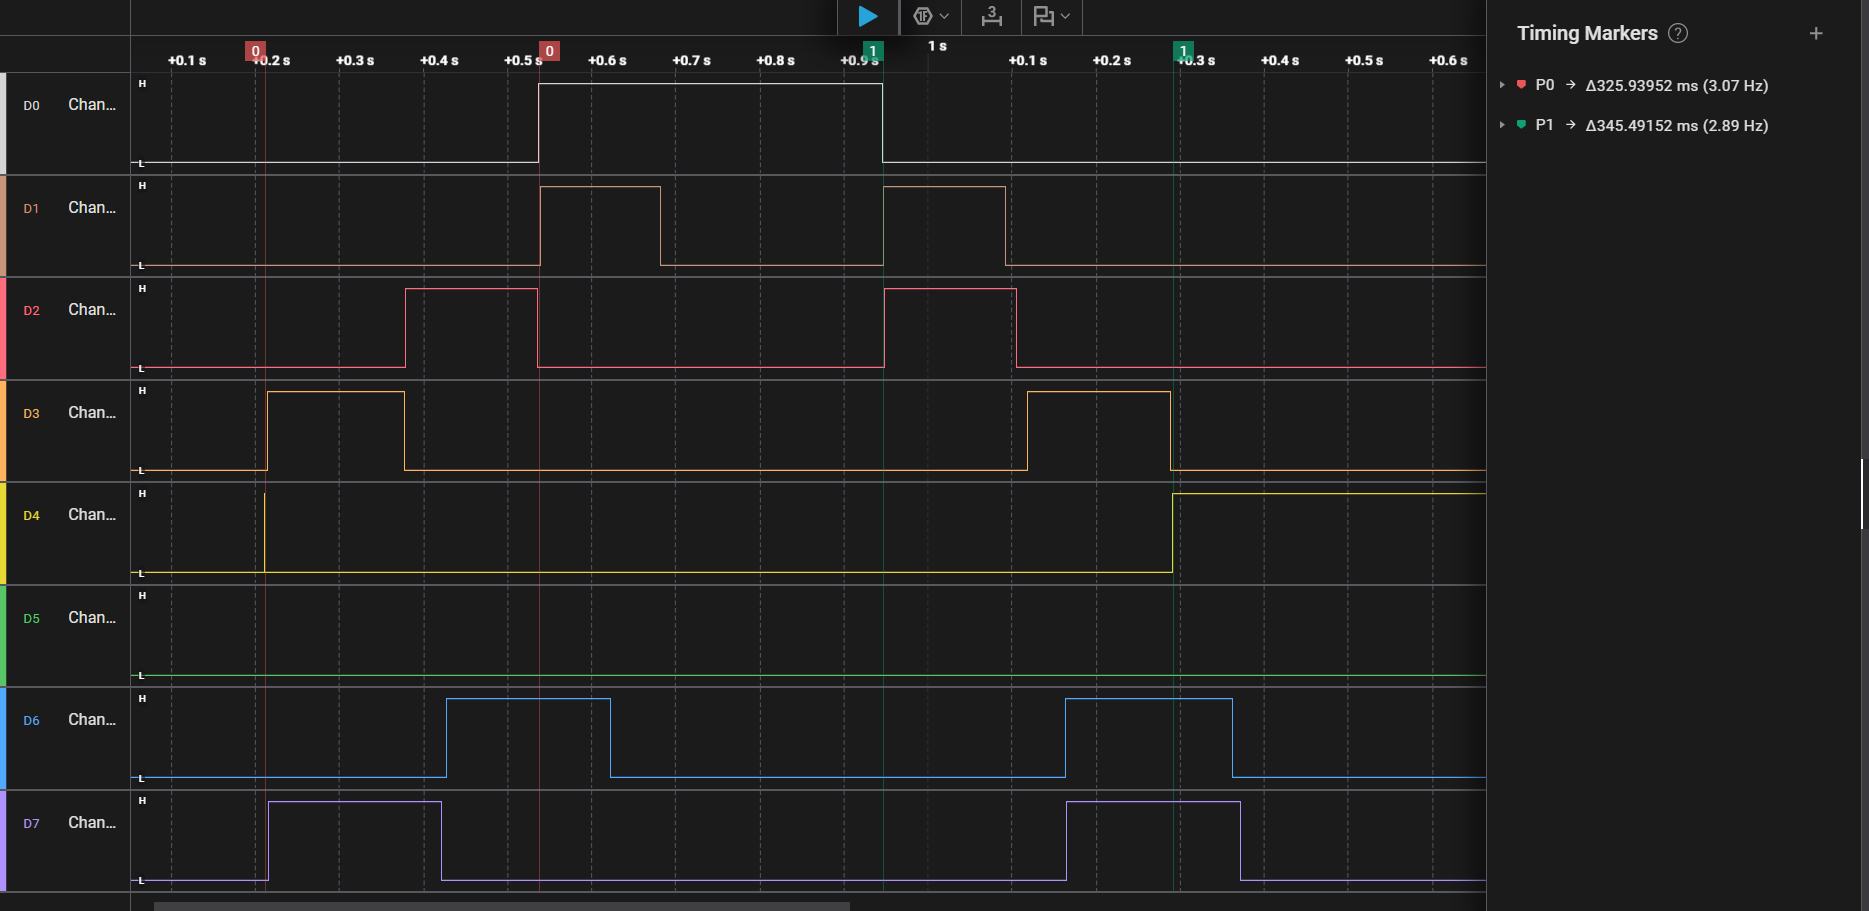 3
Timing Markers ?
P0 → Δ325.93952 ms (3.07 Hz)
P1 → Δ345.49152 ms (2.89 Hz)
0 0 1 1 s 1
+0.1 s +0.2 s +0.3 s +0.4 s +0.5 s +0.6 s +0.7 s +0.8 s +0.9 s +0.1 s +0.2 s +0.3 s +0.4 s +0.5 s +0.6 s
H
D0 Chan...
L
H
D1 Chan...
L
H
D2 Chan...
L
H
D3 Chan...
L
H
D4 Chan...
L
H
D5 Chan...
L
H
D6 Chan...
L
H
D7 Chan...
L